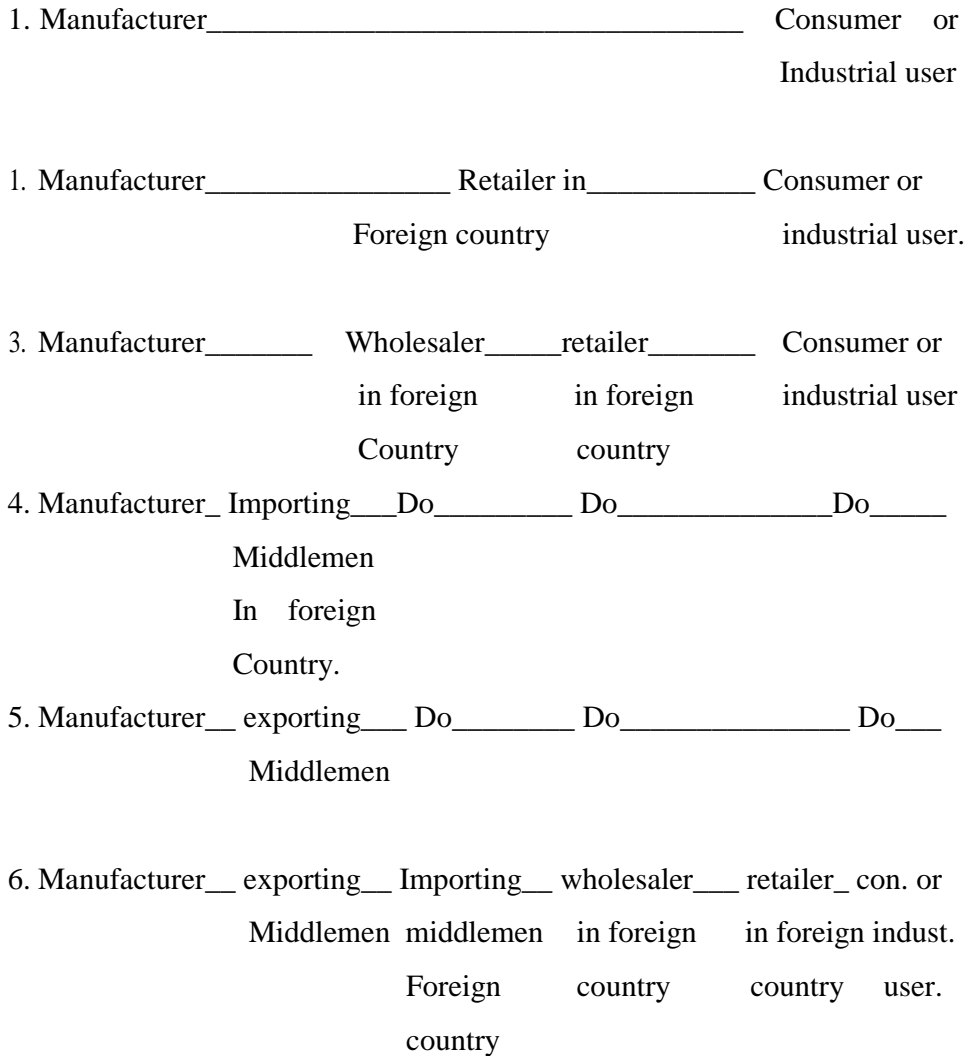 1. Manufacturer___________________________________ Consumer or
Industrial user
1. Manufacturer________________ Retailer in___________ Consumer or
Foreign country industrial user.
3. Manufacturer_______ Wholesaler_____retailer_______ Consumer or
in foreign in foreign industrial user
Country country
4. Manufacturer_ Importing___Do_________ Do______________Do_____
Middlemen
In foreign
Country.
5. Manufacturer__ exporting___ Do________ Do_______________ Do___
Middlemen
6. Manufacturer__ exporting__ Importing__ wholesaler___ retailer_ con. or
Middlemen middlemen in foreign in foreign indust.
Foreign country country user.
country